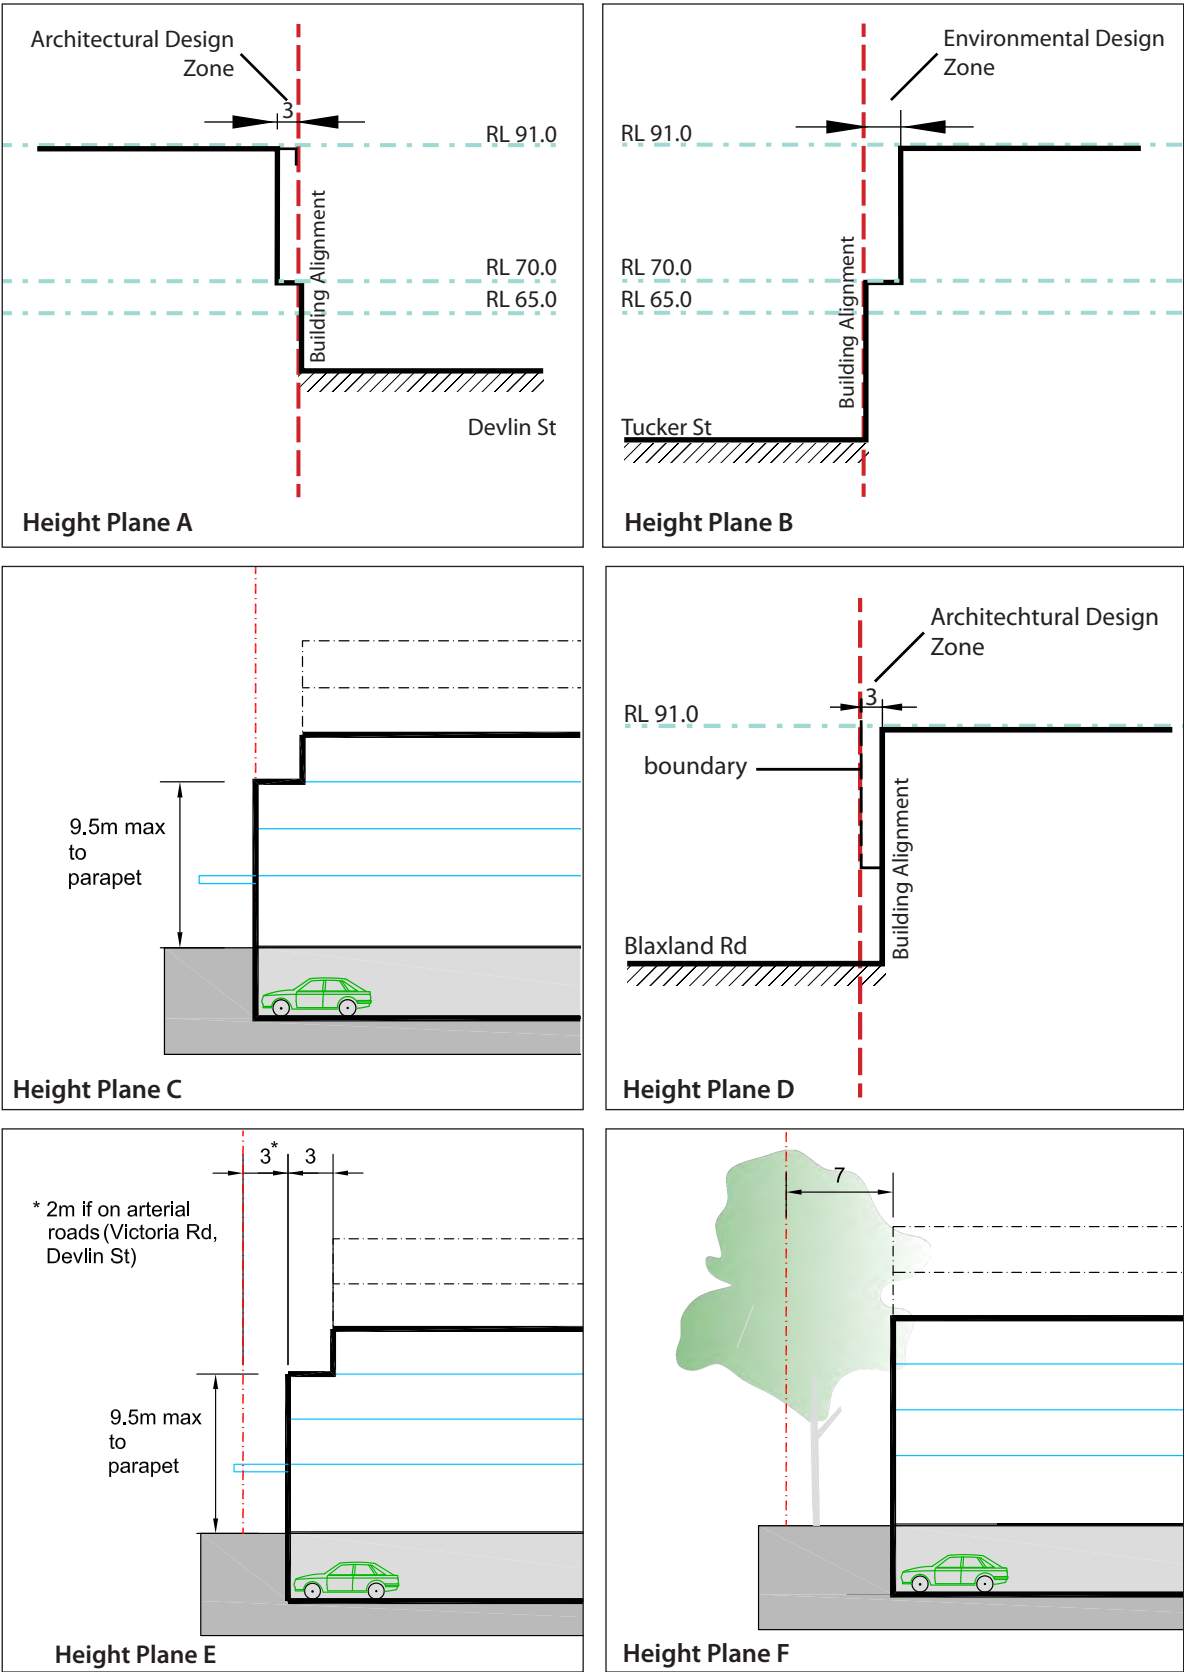 Architectural Design
Zone
3
RL 91.0
Building Alignment
RL 70.0
RL 65.0
Devlin St
Height Plane A
Environmental Design
Zone
RL 91.0
RL 70.0
RL 65.0
Building Alignment
Tucker St
Height Plane B
9.5m max
to
parapet
Height Plane C
Architechtural Design
Zone
3
RL 91.0
boundary
Building Alignment
Blaxland Rd
Height Plane D
3* 3
* 2m if on arterial
roads (Victoria Rd,
Devlin St)
9.5m max
to
parapet
Height Plane E
7
Height Plane F